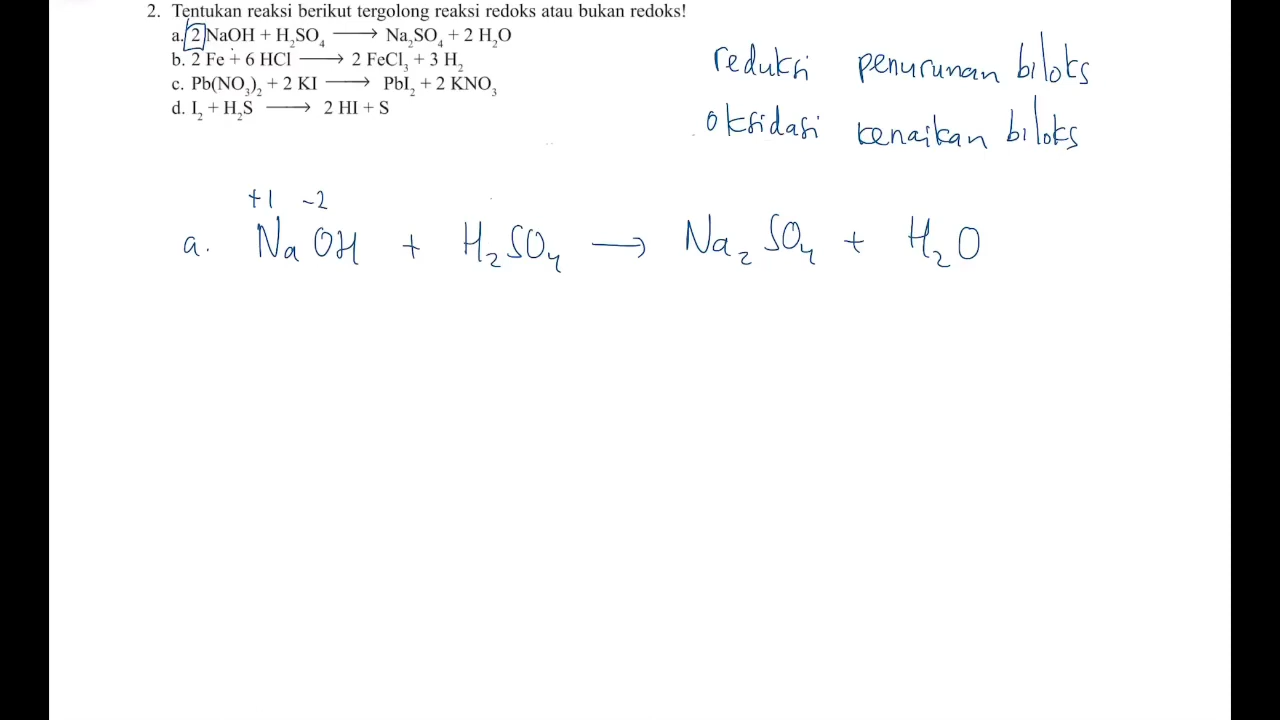 2. Tentukan reaksi berikut tergolong reaksi redoks atau bukan redoks!
a. 2 NaOH + H₂SO₄ ⟶ Na₂SO₄ + 2 H₂O
b. 2 Fe + 6 HCl ⟶ 2 FeCl₃ + 3 H₂
c. Pb(NO₃)₂ + 2 KI ⟶ PbI₂ + 2 KNO₃
d. I₂ + H₂S ⟶ 2 HI + S
reduksi penurunan biloks
oksidasi kenaikan biloks
+1 -2
a. NaOH + H₂SO₄ ⟶ Na₂SO₄ + H₂O